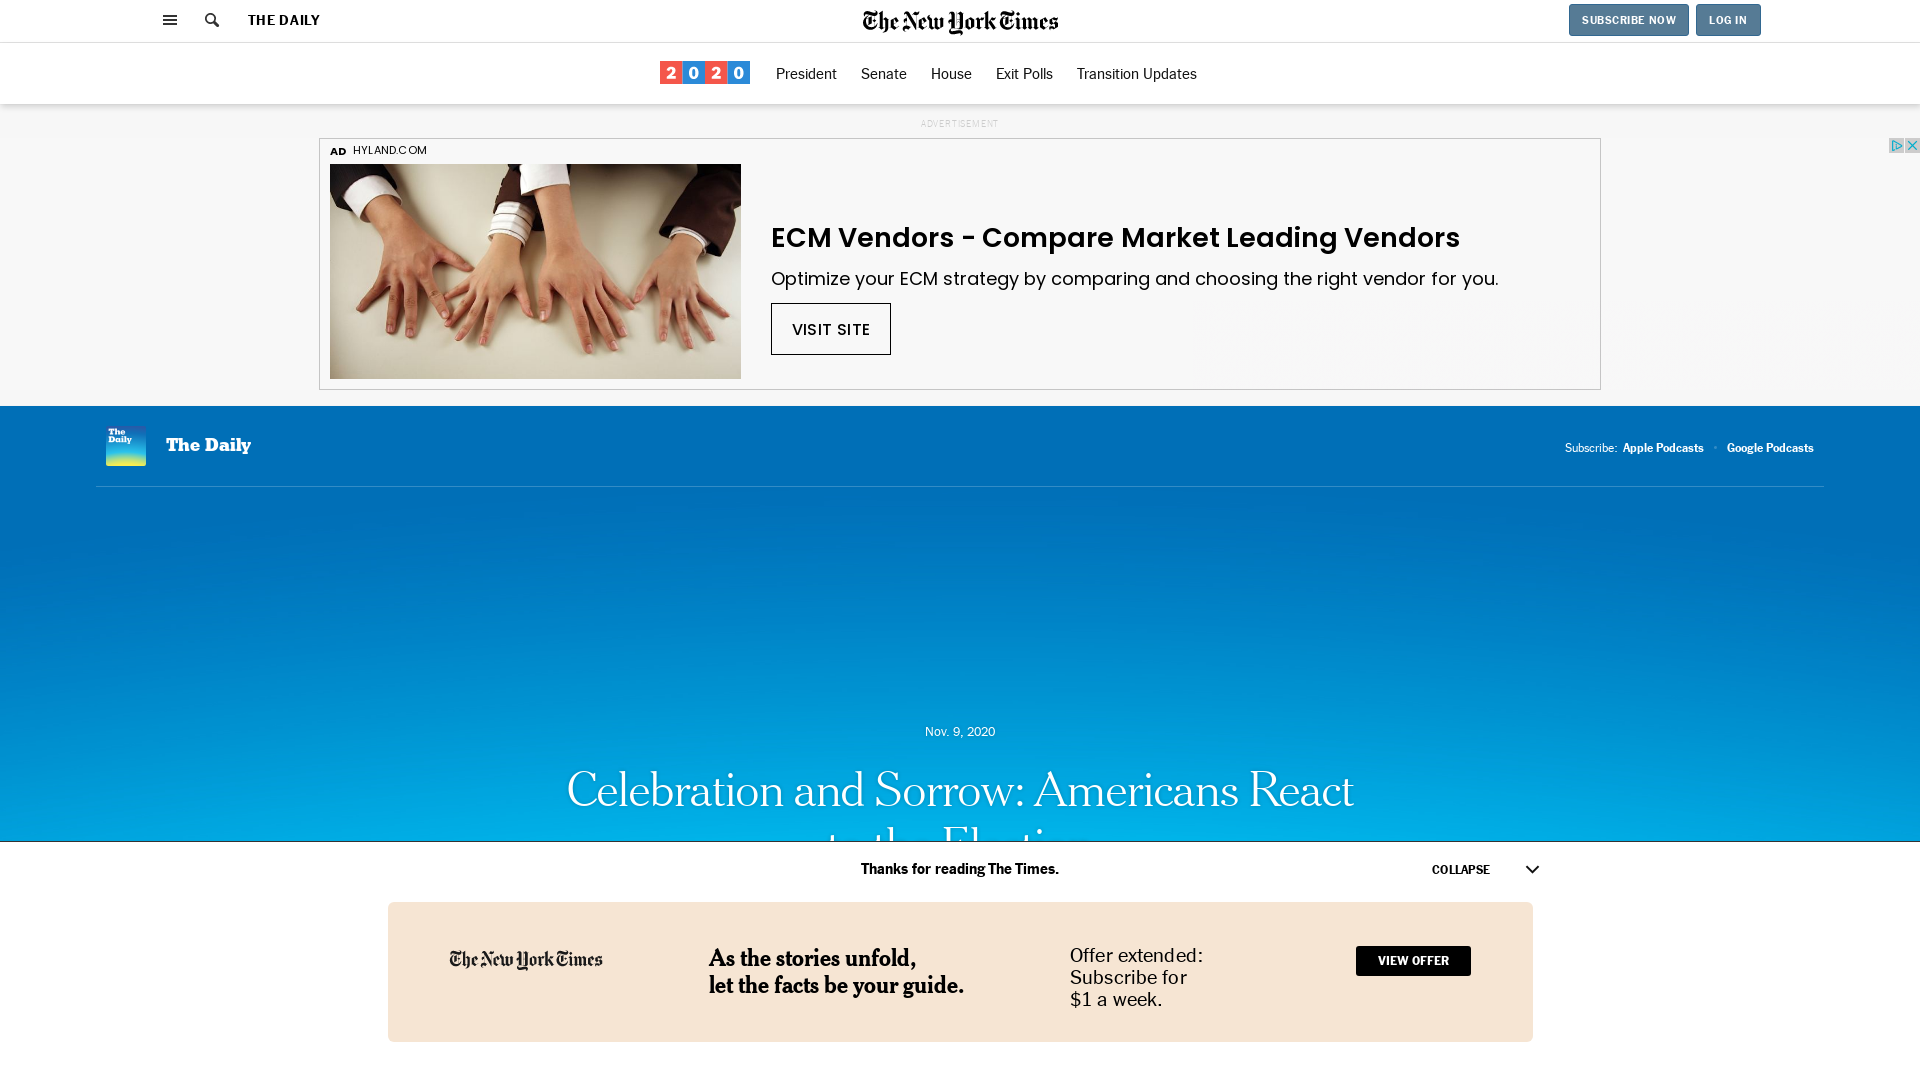 THE DAILY
The New York Times
SUBSCRIBE NOW
LOG IN
2020
President
Senate
House
Exit Polls
Transition Updates
ADVERTISEMENT
AD HYLAND.COM
ECM Vendors - Compare Market Leading Vendors
Optimize your ECM strategy by comparing and choosing the right vendor for you.
VISIT SITE
The
Daily
The Daily
Subscribe: Apple Podcasts • Google Podcasts
Nov. 9, 2020
Celebration and Sorrow: Americans React
Thanks for reading The Times.
COLLAPSE
The New York Times
As the stories unfold,
let the facts be your guide.
Offer extended:
Subscribe for
$1 a week.
VIEW OFFER